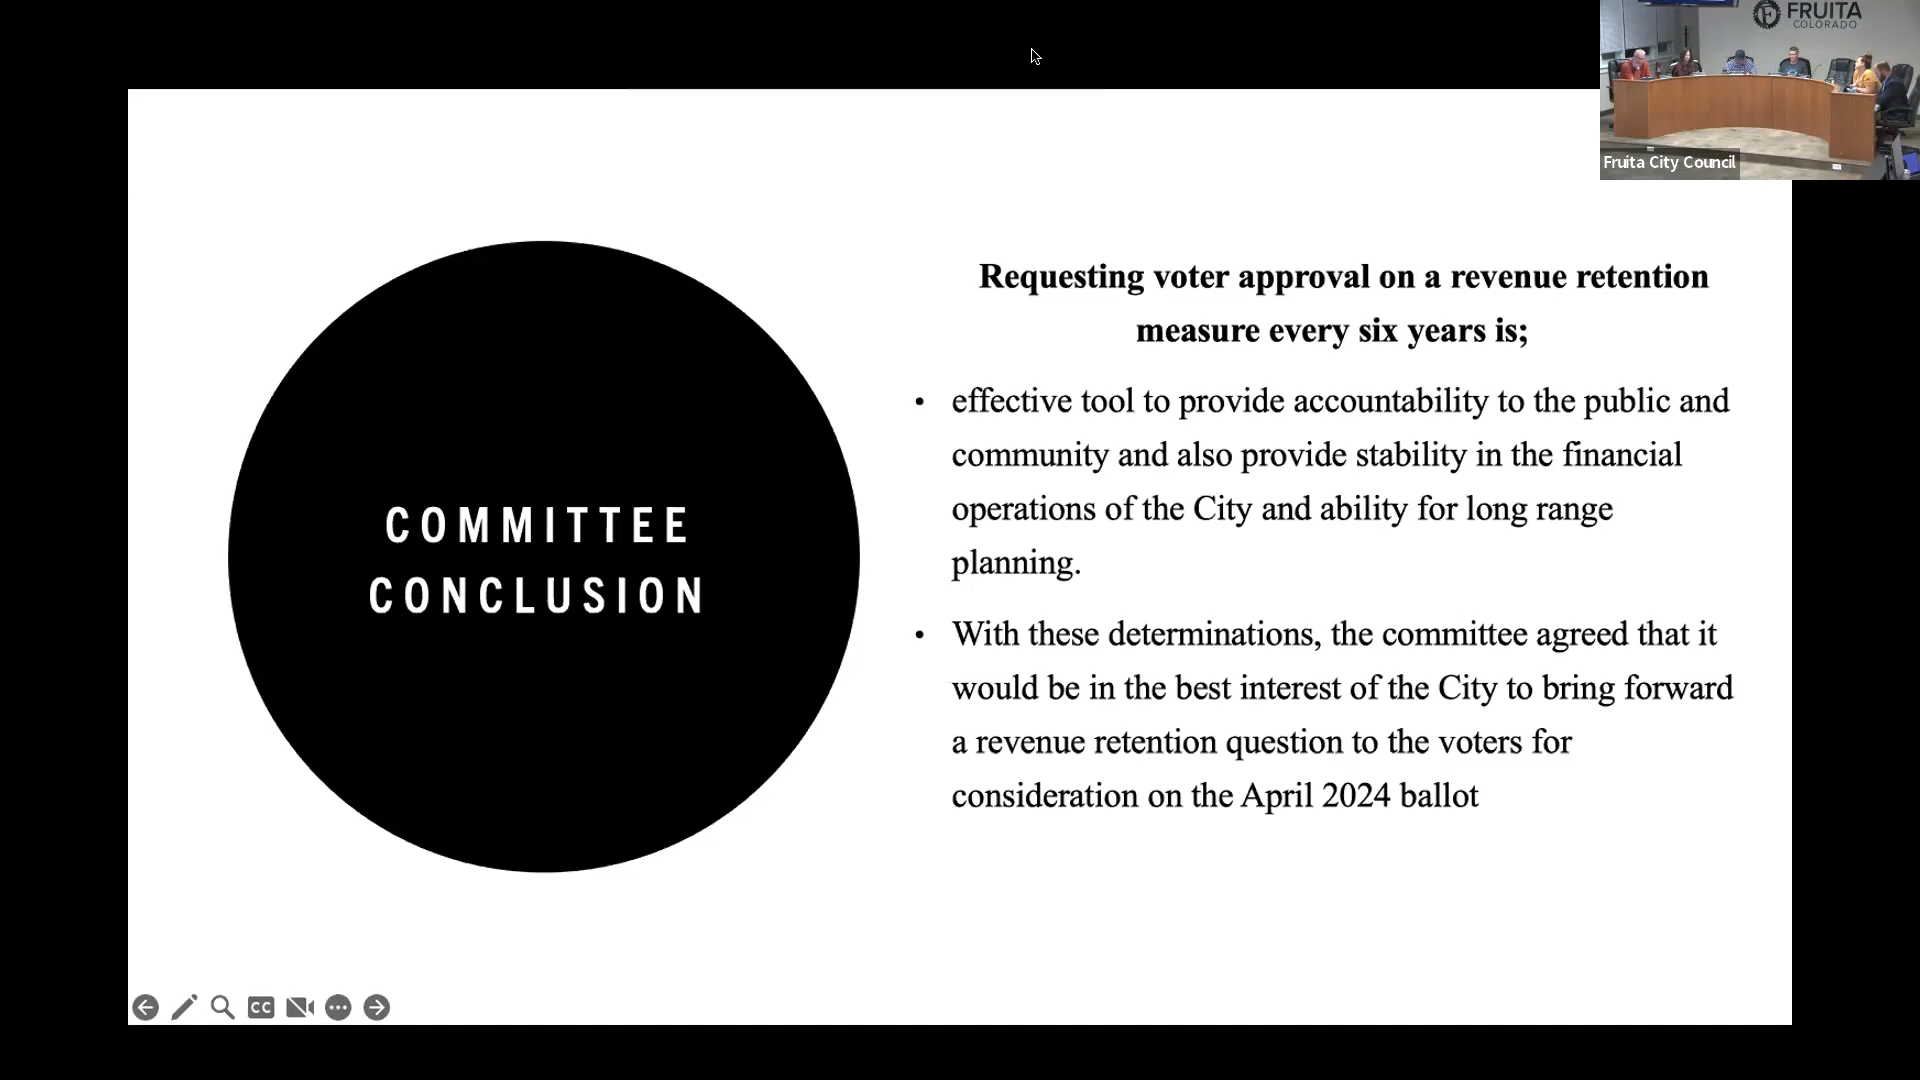 FRUITA
COLORADO
Fruita City Council
COMMITTEE
CONCLUSION
Requesting voter approval on a revenue retention
measure every six years is;
• effective tool to provide accountability to the public and
community and also provide stability in the financial
operations of the City and ability for long range
planning.
• With these determinations, the committee agreed that it
would be in the best interest of the City to bring forward
a revenue retention question to the voters for
consideration on the April 2024 ballot
CC